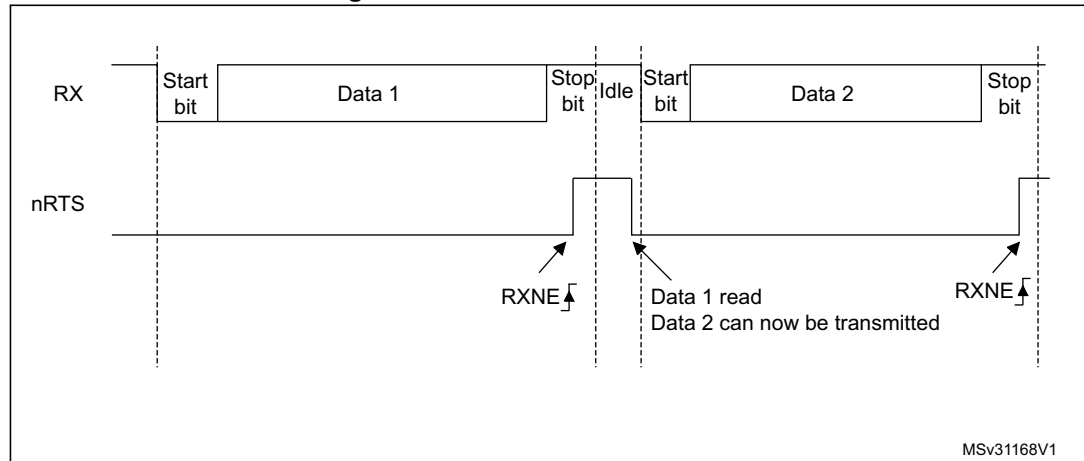 RX
Start
bit
Data 1
Stop
bit
Idle
Start
bit
Data 2
Stop
bit
nRTS
RXNE
Data 1 read
Data 2 can now be transmitted
RXNE
MSv31168V1